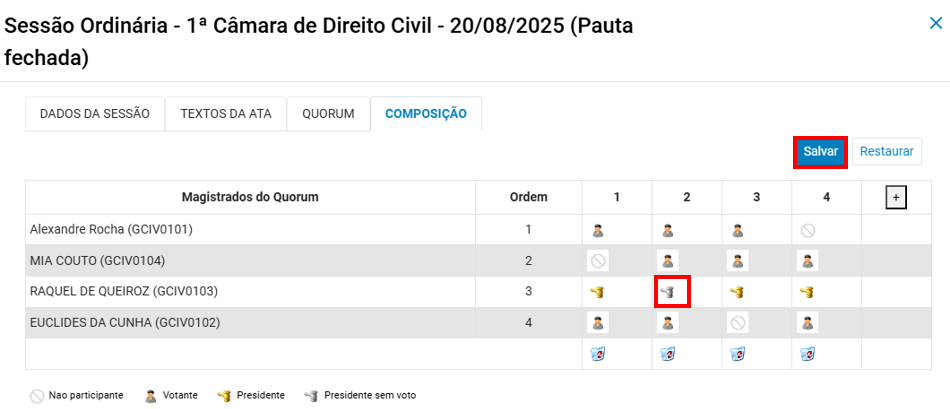 Sessão Ordinária - 1ª Câmara de Direito Civil - 20/08/2025 (Pauta
fechada)
DADOS DA SESSÃO TEXTOS DA ATA QUORUM COMPOSIÇÃO
Salvar Restaurar
Magistrados do Quorum Ordem 1 2 3 4 +
Alexandre Rocha (GCIV0101) 1
MIA COUTO (GCIV0104) 2
RAQUEL DE QUEIROZ (GCIV0103) 3
EUCLIDES DA CUNHA (GCIV0102) 4
Nao participante Votante Presidente Presidente sem voto